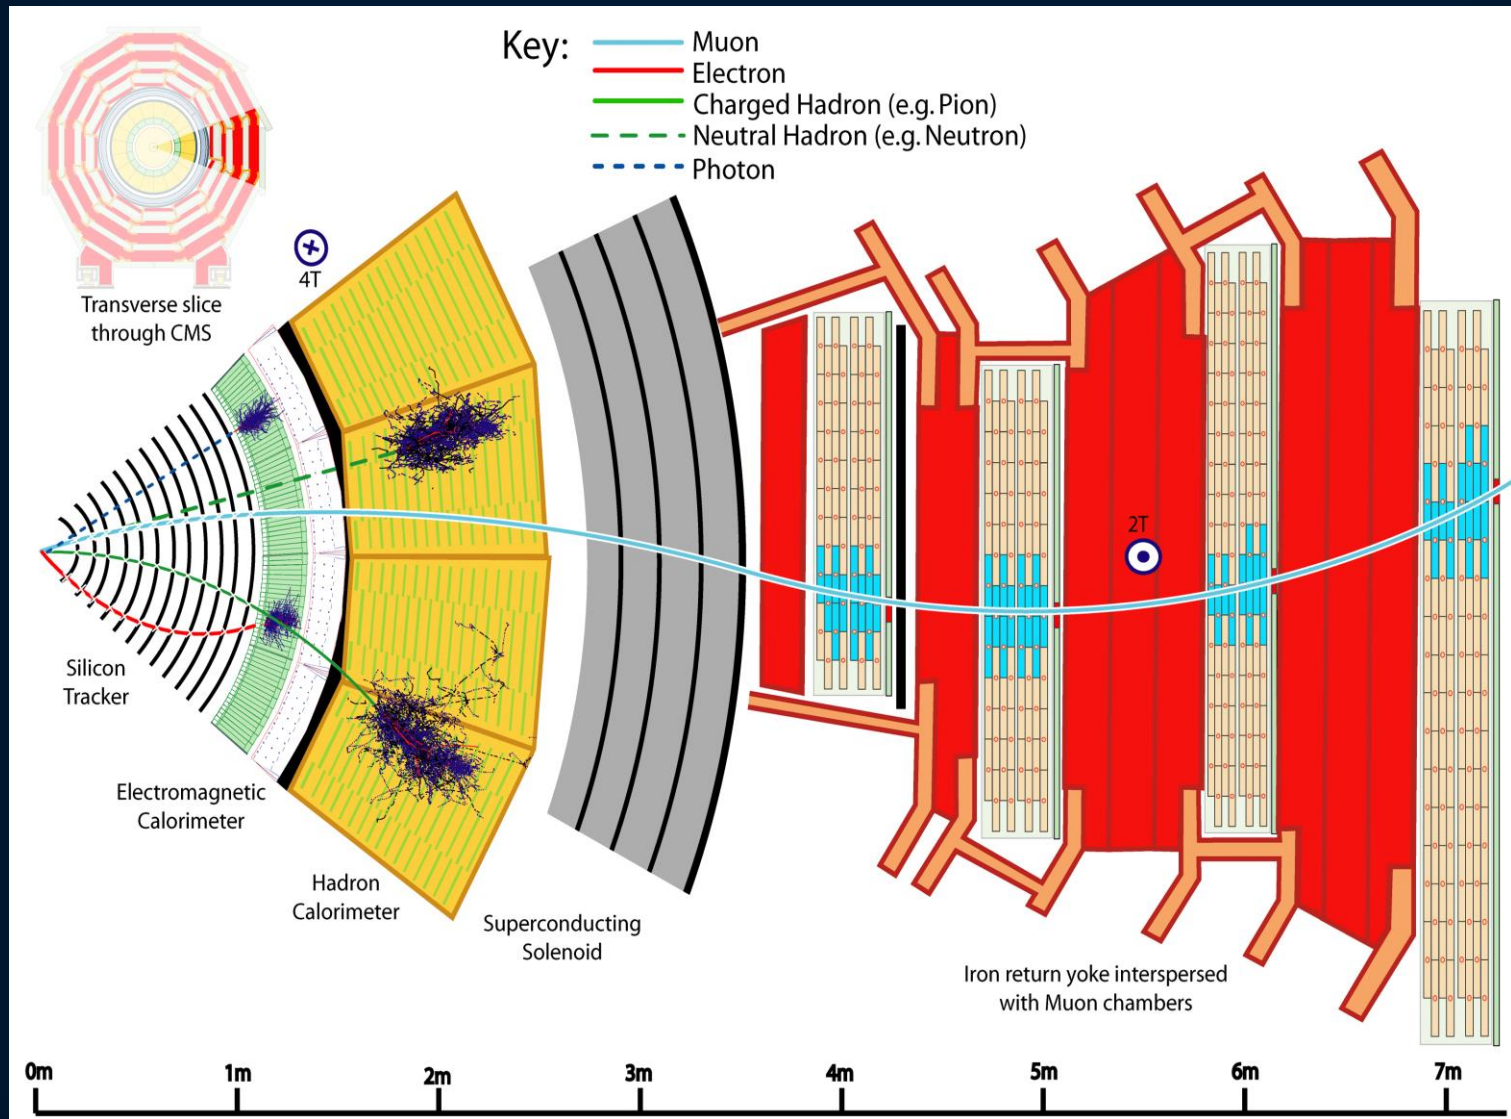 Key:
Muon
Electron
Charged Hadron (e.g. Pion)
Neutral Hadron (e.g. Neutron)
Photon
Transverse slice
through CMS
4T
2T
Silicon
Tracker
Electromagnetic
Calorimeter
Hadron
Calorimeter
Superconducting
Solenoid
Iron return yoke interspersed
with Muon chambers
0m 1m 2m 3m 4m 5m 6m 7m